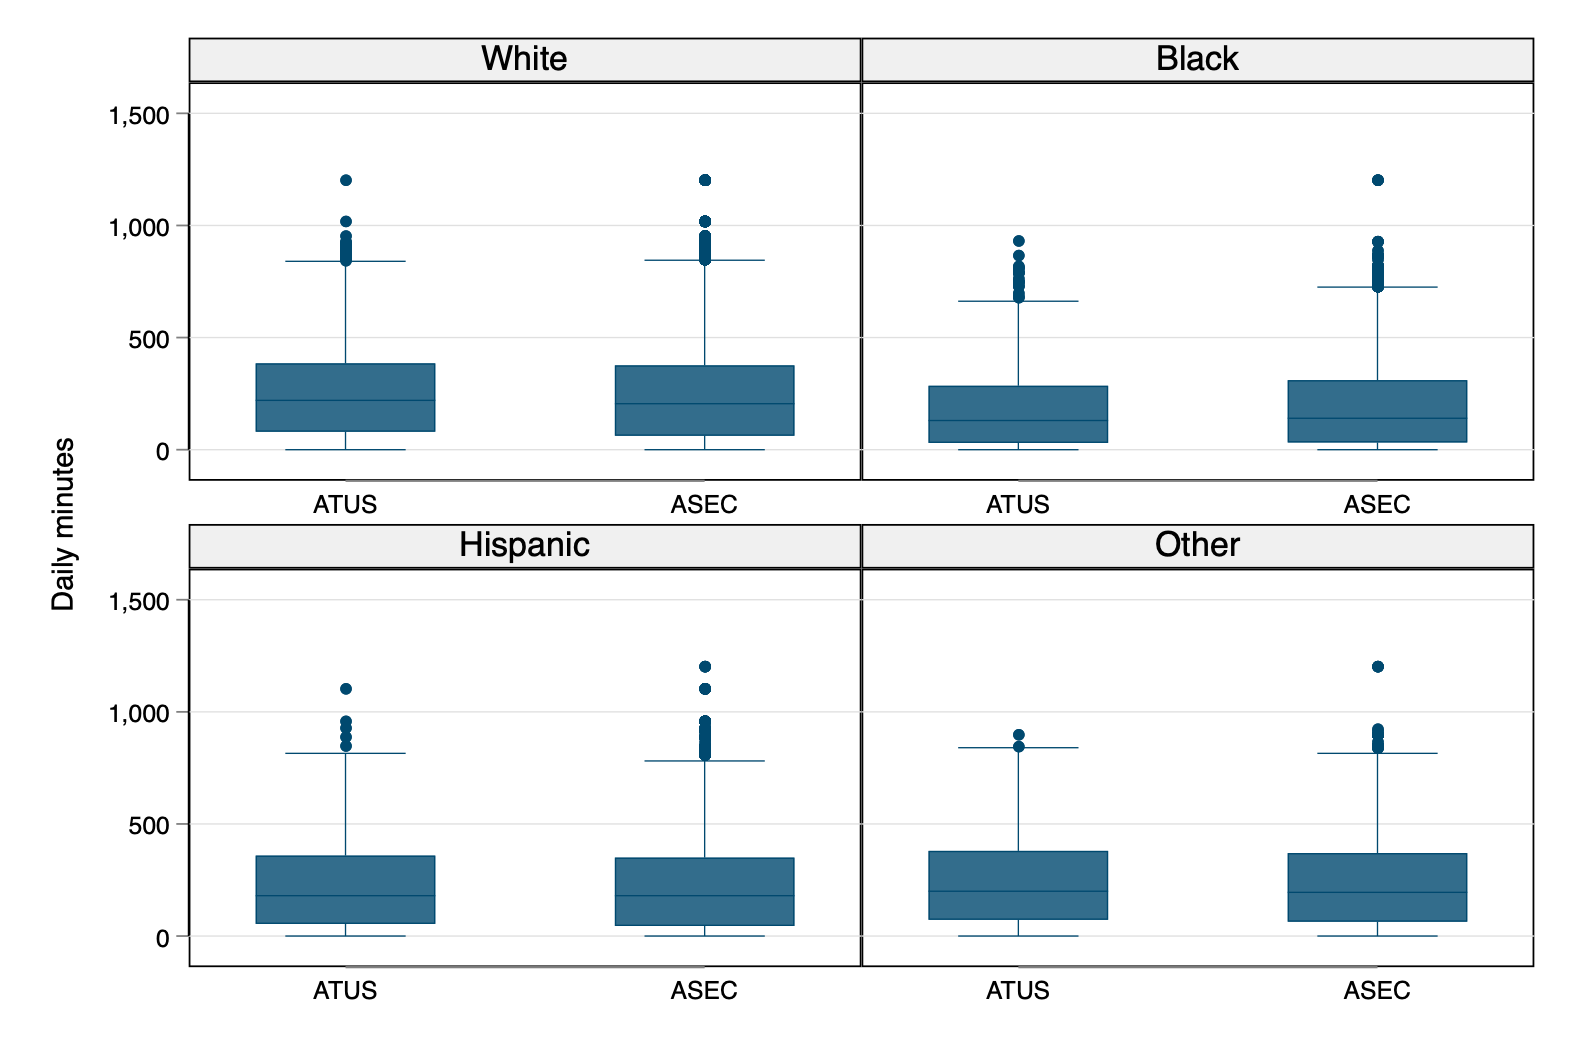 White
Black
1,500
1,000
500
0
ATUS
ASEC
ATUS
ASEC
Daily minutes
Hispanic
Other
1,500
1,000
500
0
ATUS
ASEC
ATUS
ASEC